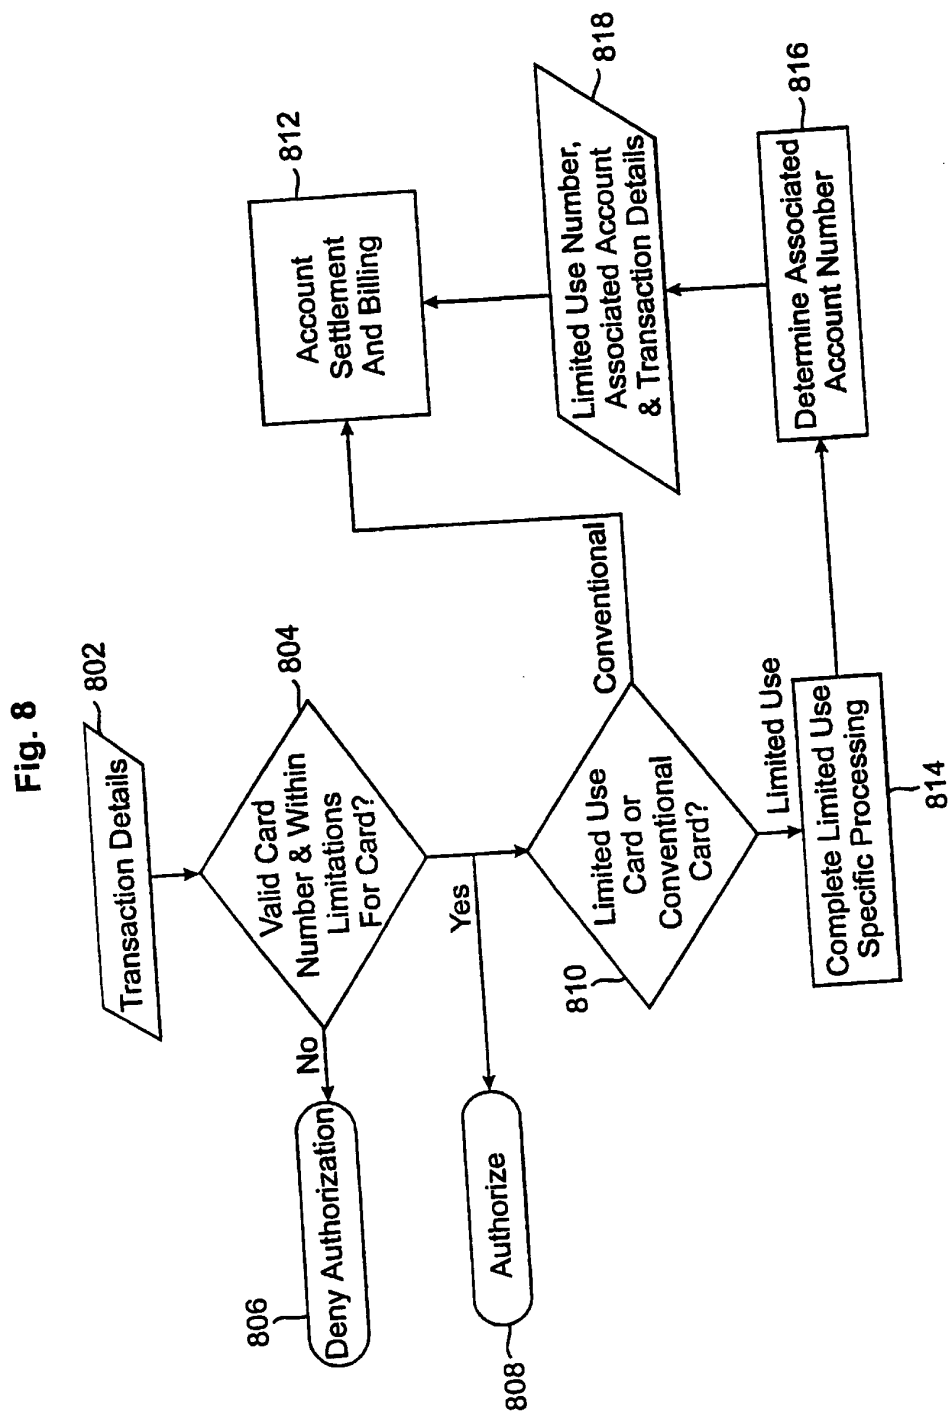 Fig. 8
802
Transaction Details
804
Valid Card
Number & Within
Limitations
For Card?
No
806
Deny Authorization
Yes
808
Authorize
810
Limited Use
Card or
Conventional
Card?
Conventional
812
Account
Settlement
And Billing
Limited Use
Complete Limited Use
Specific Processing
814
Determine Associated
Account Number
816
Limited Use Number,
Associated Account
& Transaction Details
818